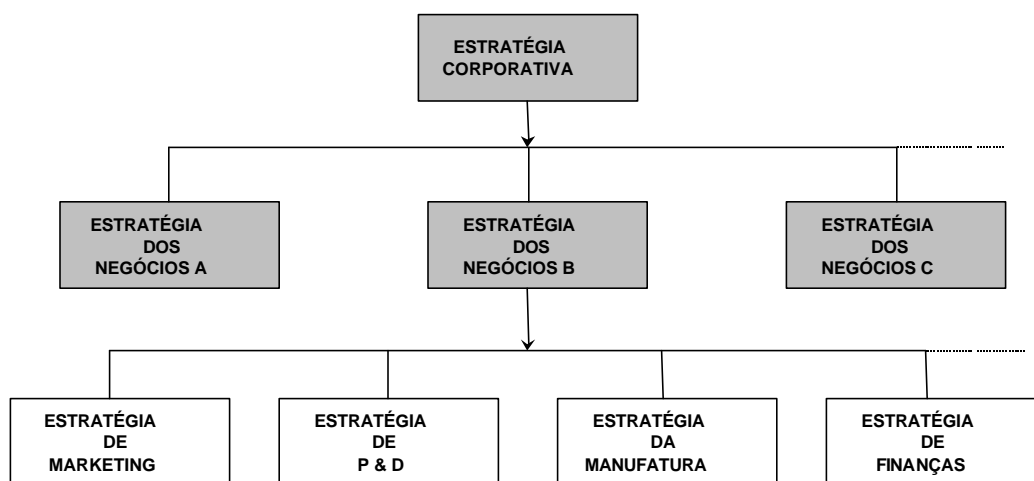 ESTRATÉGIA
CORPORATIVA
ESTRATÉGIA
DOS
NEGÓCIOS A
ESTRATÉGIA
DOS
NEGÓCIOS B
ESTRATÉGIA
DOS
NEGÓCIOS C
ESTRATÉGIA
DE
MARKETING
ESTRATÉGIA
DE
P & D
ESTRATÉGIA
DA
MANUFATURA
ESTRATÉGIA
DE
FINANÇAS